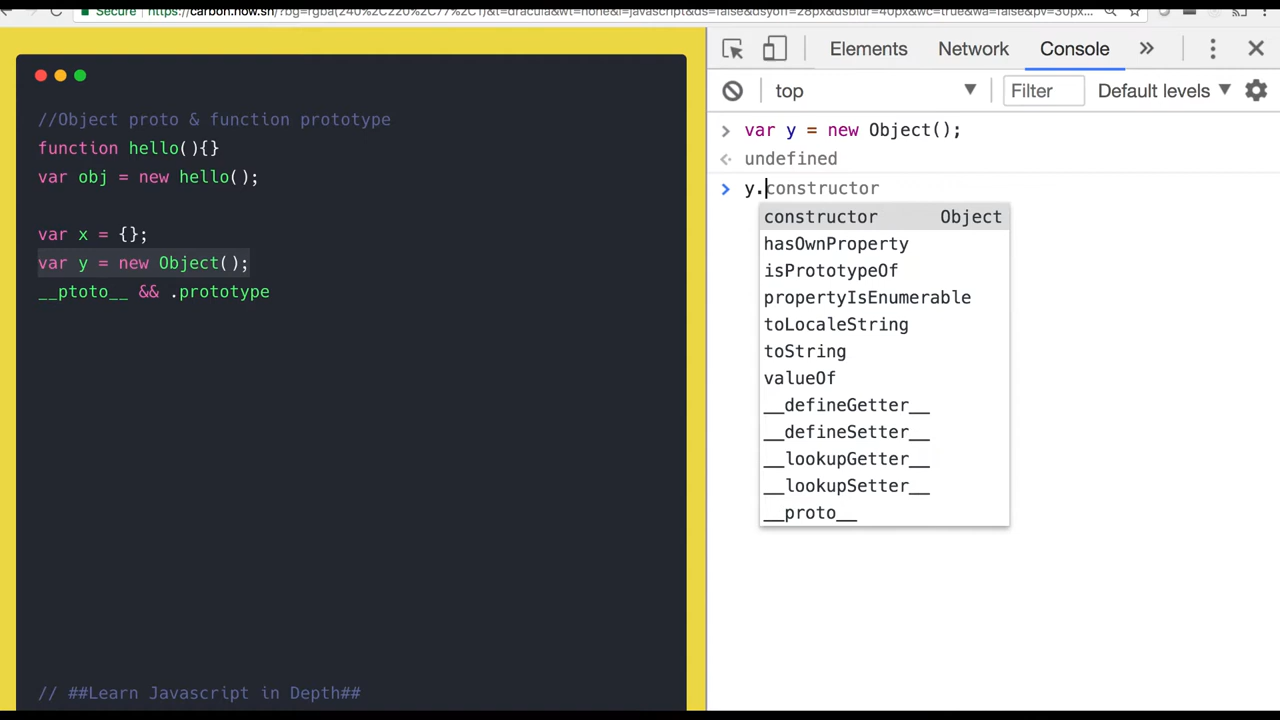 Secure https://carbon.now.sh/?bg=rgba(240%2C220%2C77%2C1)&t=dracula&wt=none&l=javascript&ds=false&dsyoff=28px&dsblur=40px&wc=true&wa=false&pv=30px...
//Object proto & function prototype
function hello(){}
var obj = new hello();
var x = {};
var y = new Object();
__ptoto__ && .prototype
// ##Learn Javascript in Depth##
Elements Network Console »
top Filter Default levels
> var y = new Object();
undefined
> y.constructor
constructor Object
hasOwnProperty
isPrototypeOf
propertyIsEnumerable
toLocaleString
toString
valueOf
__defineGetter__
__defineSetter__
__lookupGetter__
__lookupSetter__
__proto__